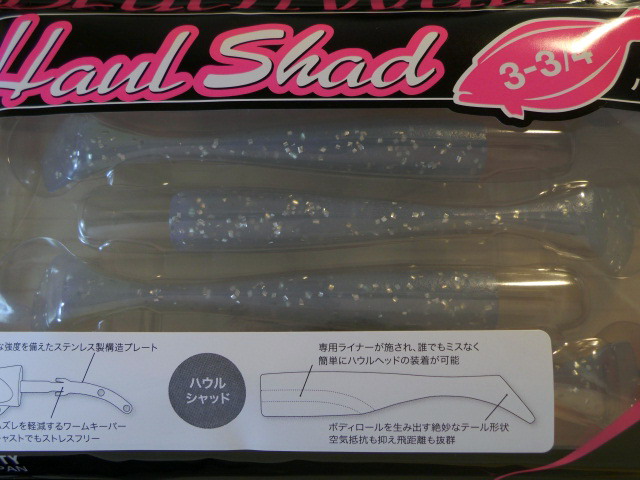 Haul Shad
3-3/4
な強度を備えたステンレス製構造プレート
ズレを軽減するワームキーパー
ャストでもストレスフリー
ハウル
シャッド
専用ライナーが施され、誰でもミスなく
簡単にハウルヘッドの装着が可能
ボディロールを生み出す絶妙なテール形状
空気抵抗も抑え飛距離も抜群
TY
PAN